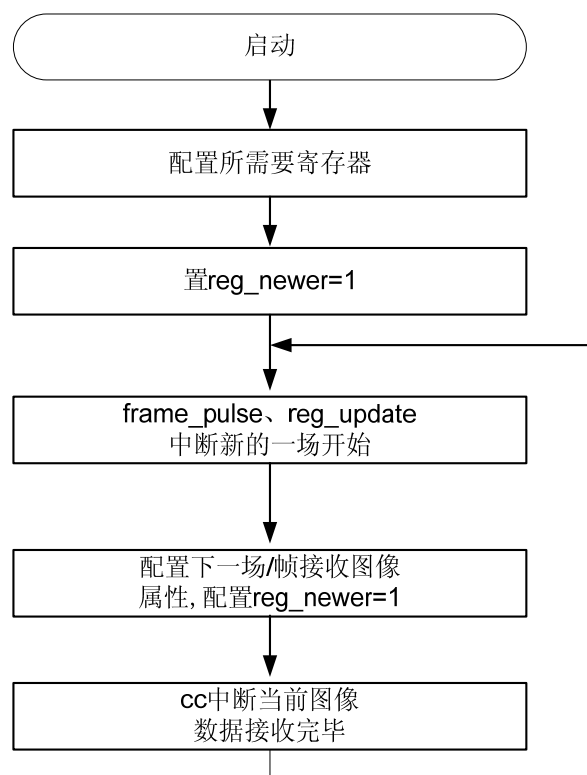 启动
配置所需要寄存器
置reg_newer=1
frame_pulse、reg_update
中断新的一场开始
配置下一场/帧接收图像
属性,配置reg_newer=1
cc中断当前图像
数据接收完毕